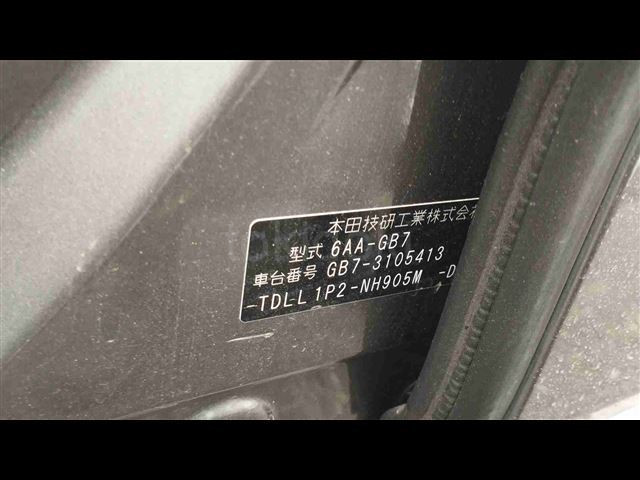 本田技研工業株式会
型式 6AA-GB7
車台番号 GB7-3105413
-TDLL 1P2-NH905M -D